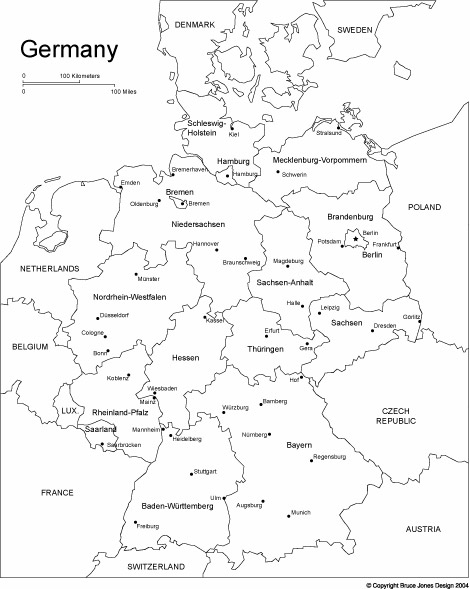 DENMARK
SWEDEN
Germany
0 100 Kilometers
0 100 Miles
Schleswig-
Holstein
Kiel
Stralsund
Hamburg
Mecklenburg-Vorpommern
Bremerhaven
Hamburg
Schwerin
Emden
Bremen
Oldenburg
Bremen
POLAND
Brandenburg
Niedersachsen
Berlin
Hannover
Potsdam
Frankfurt
Berlin
Braunschweig
Magdeburg
NETHERLANDS
Münster
Sachsen-Anhalt
Nordrhein-Westfalen
Halle
Leipzig
Düsseldorf
Kassel
Görlitz
Sachsen
Cologne
Erfurt
Dresden
BELGIUM
Thüringen
Gera
Bonn
Hessen
Koblenz
Hof
Wiesbaden
Mainz
Bamberg
LUX.
Rheinland-Pfalz
Würzburg
CZECH
REPUBLIC
Saarland
Mannheim
Heidelberg
Nürnberg
Saarbrücken
Bayern
Regensburg
Stuttgart
FRANCE
Ulm
Baden-Württemberg
Augsburg
Munich
Freiburg
AUSTRIA
SWITZERLAND
© Copyright Bruce Jones Design 2004